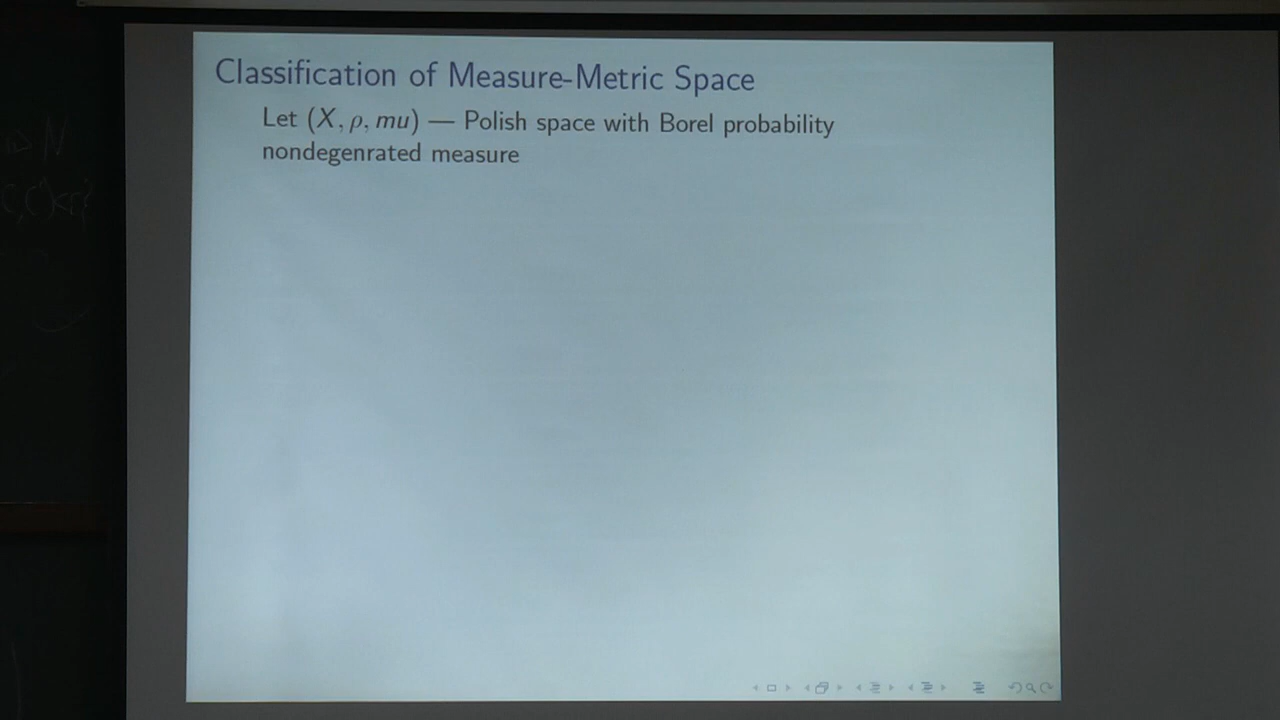 Classification of Measure-Metric Space
Let (X, ρ, mu) — Polish space with Borel probability
nondegenrated measure